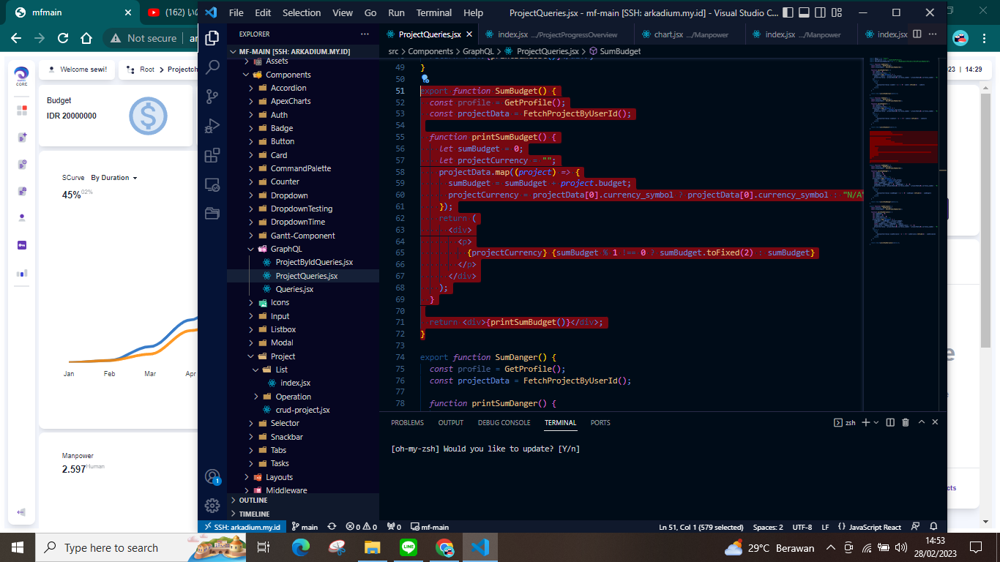 mfmain
(162) いの
Not secure
ar
CORE
Welcome sewi!
Root
Projectch
Budget
IDR 20000000
SCurve By Duration
45% 02%
Jan Feb Mar Apr
Manpower
2.597 Human
File Edit Selection View Go Run Terminal Help
ProjectQueries.jsx - mf-main [SSH: arkadium.my.id] - Visual Studio C...
EXPLORER
MF-MAIN [SSH: ARKADIUM.MY.ID]
Assets
Components
Accordion
ApexCharts
Auth
Badge
Button
Card
CommandPalette
Counter
Dropdown
DropdownTesting
DropdownTime
Gantt-Component
GraphQL
ProjectByIdQueries.jsx
ProjectQueries.jsx
Queries.jsx
Icons
Input
Listbox
Modal
Project
List
index.jsx
Operation
crud-project.jsx
Selector
Snackbar
Tabs
Tasks
Layouts
Middleware
OUTLINE
TIMELINE
ProjectQueries.jsx
index.jsx .../ProjectProgressOverview
chart.jsx .../Manpower
index.jsx .../Manpower
index.jsx
src > Components > GraphQL > ProjectQueries.jsx > SumBudget
49 }
50
51 export function SumBudget() {
52 const profile = GetProfile();
53 const projectData = FetchProjectByUserId();
54
55 function printSumBudget() {
56 let sumBudget = 0;
57 let projectCurrency = "";
58 projectData.map((project) => {
59 sumBudget = sumBudget + project.budget;
60 projectCurrency = projectData[0].currency_symbol ? projectData[0].currency_symbol : "N/A"
61 });
62 return (
63 <div>
64 <p>
65 {projectCurrency} {sumBudget % 1 !== 0 ? sumBudget.toFixed(2) : sumBudget}
66 </p>
67 </div>
68 );
69 }
70
71 return <div>{printSumBudget()}</div>;
72 }
73
74 export function SumDanger() {
75 const profile = GetProfile();
76 const projectData = FetchProjectByUserId();
77
78 function printSumDanger() {
PROBLEMS OUTPUT DEBUG CONSOLE TERMINAL PORTS
zsh
[oh-my-zsh] Would you like to update? [Y/n]
1
SSH: arkadium.my.id
main
0 0
0
mf-main
Ln 51, Col 1 (579 selected)
Spaces: 2
UTF-8
LF
JavaScript React
23 | 14:29
e
cts
Type here to search
29°C Berawan
14:53
28/02/2023